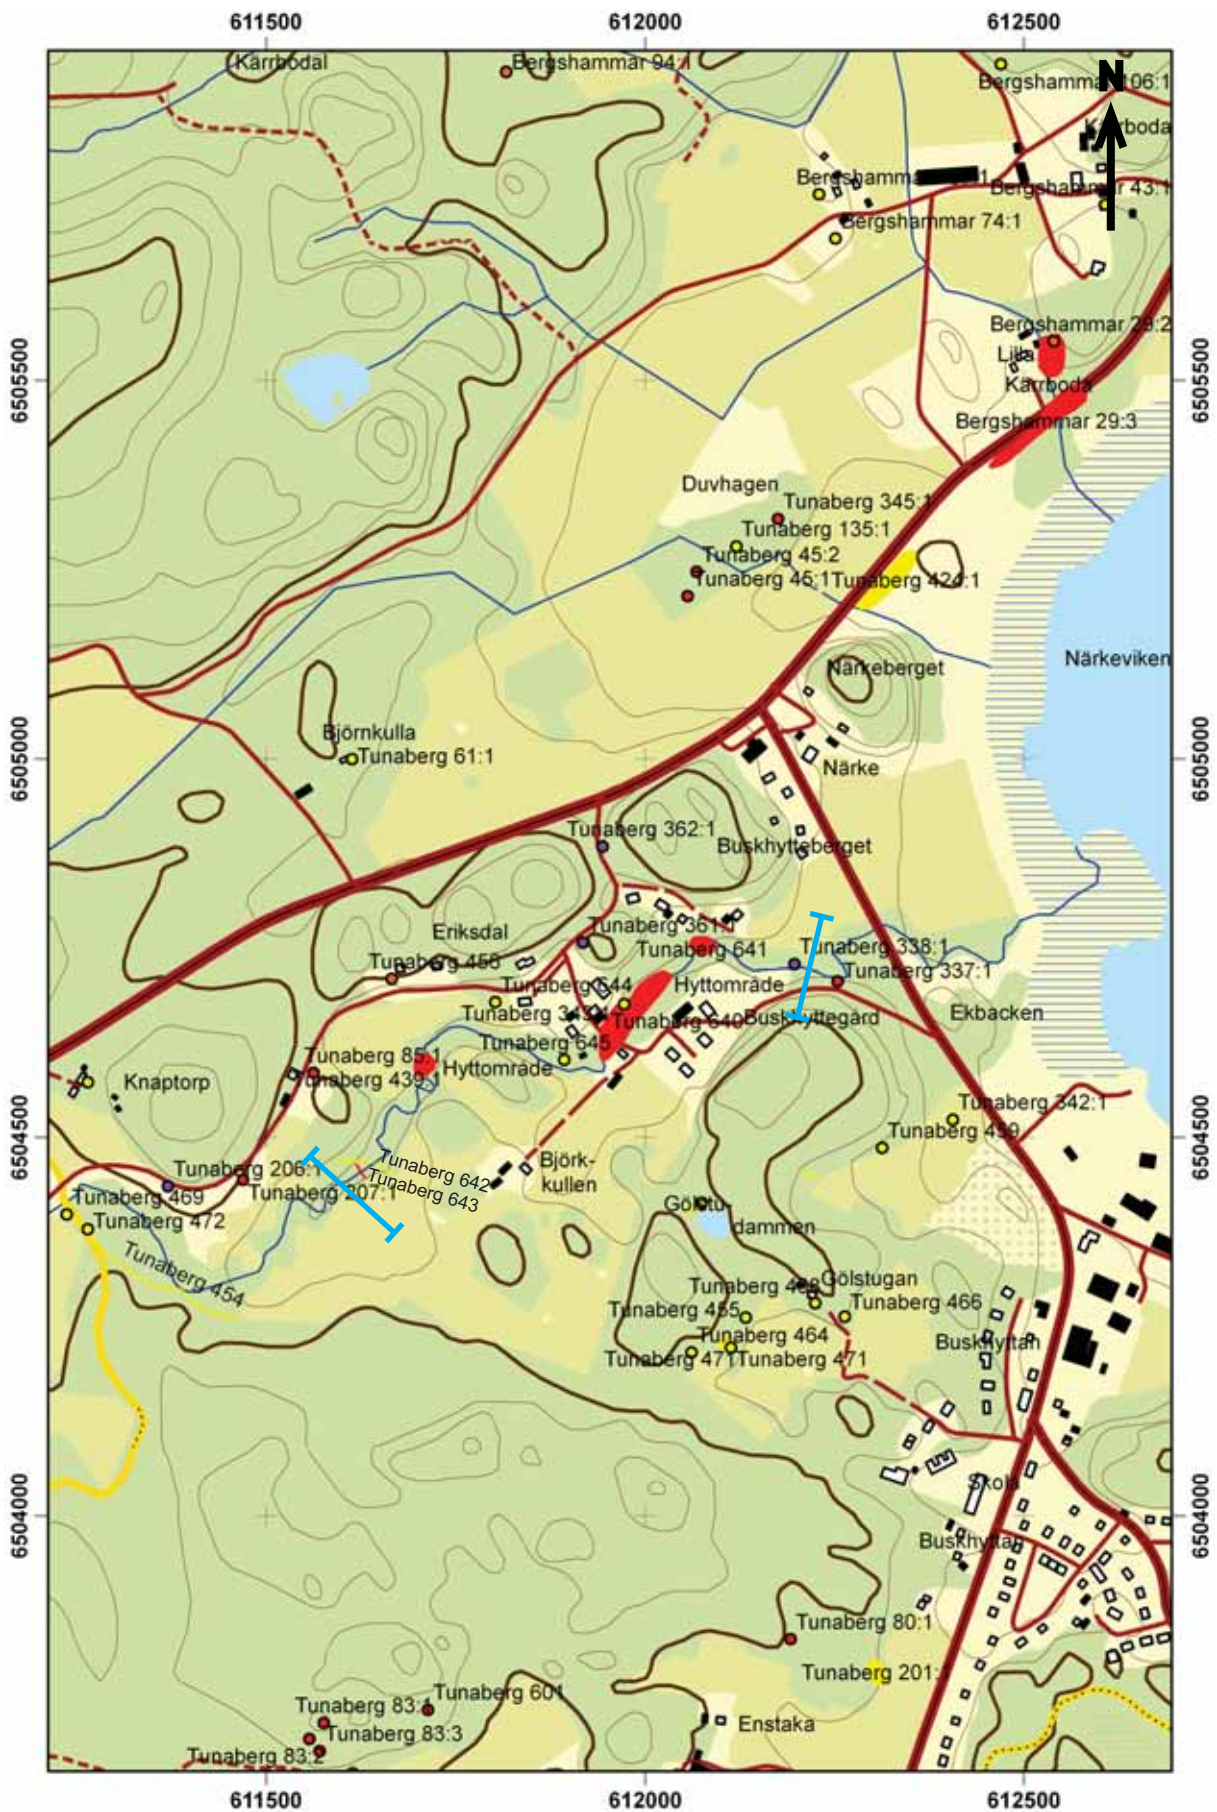 611500
612000
612500
Kärrbodal
Bergshammar 94:1
N
Bergshammar 106:1
Kärrboda
Bergshammar 43:1
Bergshammar 74:1
6505500
Bergshammar 29:2
6505500
Lilla
Kärrboda
Bergshammar 29:3
Duvhagen
Tunaberg 345:1
Tunaberg 135:1
Tunaberg 45:2
Tunaberg 45:1
Tunaberg 424:1
Närkeviken
Närkeberget
Björnkulla
Tunaberg 61:1
6505000
6505000
Närke
Tunaberg 362:1
Buskhytteberget
Eriksdal
Tunaberg 361:1
Tunaberg 641
Tunaberg 338:1
Tunaberg 458
Tunaberg 337:1
Tunaberg 644
Hyttområde
Tunaberg 640
Buskhyttegård
Ekbacken
Tunaberg 645
Tunaberg 85:1
Hyttområde
Tunaberg 439:1
Knaptorp
Tunaberg 342:1
6504500
6504500
Tunaberg 459
Tunaberg 642
Tunaberg 643
Björk-
kullen
Tunaberg 206:1
Tunaberg 207:1
Tunaberg 469
Tunaberg 472
Gölstu-
dammen
Tunaberg 454
Gölstugan
Tunaberg 455
Tunaberg 466
Tunaberg 464
Tunaberg 471
Tunaberg 471
Buskhyttan
Skola
6504000
6504000
Buskhyttan
Tunaberg 80:1
Tunaberg 201:1
Tunaberg 601
Tunaberg 83:1
Tunaberg 83:3
Tunaberg 83:2
Enstaka
611500
612000
612500